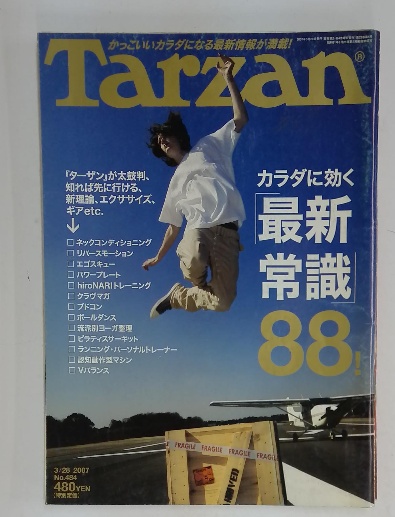 かっこいいカラダになる最新情報が満載!
Tarzan®
『ターザン』が太鼓判、
知れば先に行ける、
新理論、エクササイズ、
ギアetc.
↓
カラダに効く
「最新
常識」
88!
□ネックコンディショニング
□リバースモーション
□エゴスキュー
□パワープレート
□hiroNARIトレーニング
□クラヴマガ
□ブドコン
□ポールダンス
□流派別ヨーガ整理
□ピラティスサーキット
□ランニング・パーソナルトレーナー
□認知動作型マシン
□Vバランス
FRAGILE FRAGILE FRAGILE FRAGIL
3/28 2007
No.484
480YEN